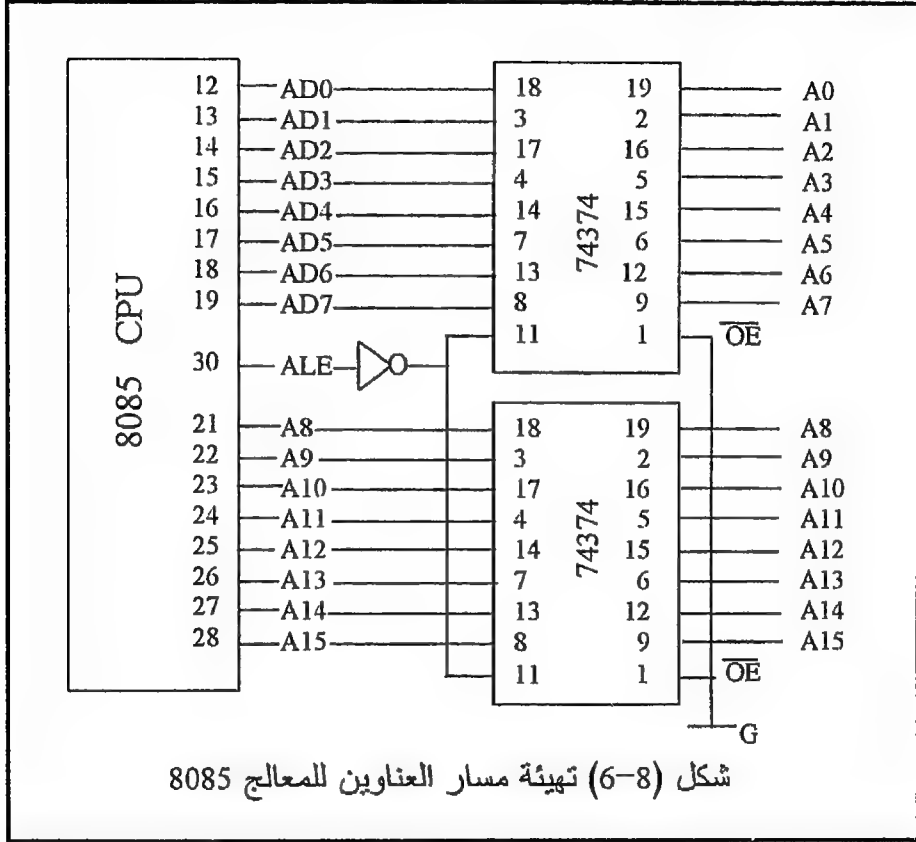 12 AD0 18 19 A0
13 AD1 3 2 A1
14 AD2 17 16 A2
15 AD3 4 5 A3
16 AD4 14 15 A4
17 AD5 7 6 A5
18 AD6 13 12 A6
19 AD7 8 9 A7
11 1 OE
74374
30 ALE
8085 CPU
21 A8 18 19 A8
22 A9 3 2 A9
23 A10 17 16 A10
24 A11 4 5 A11
25 A12 14 15 A12
26 A13 7 6 A13
27 A14 13 12 A14
28 A15 8 9 A15
11 1 OE
74374
G
شكل (8-6) تهيئة مسار العناوين للمعالج 8085